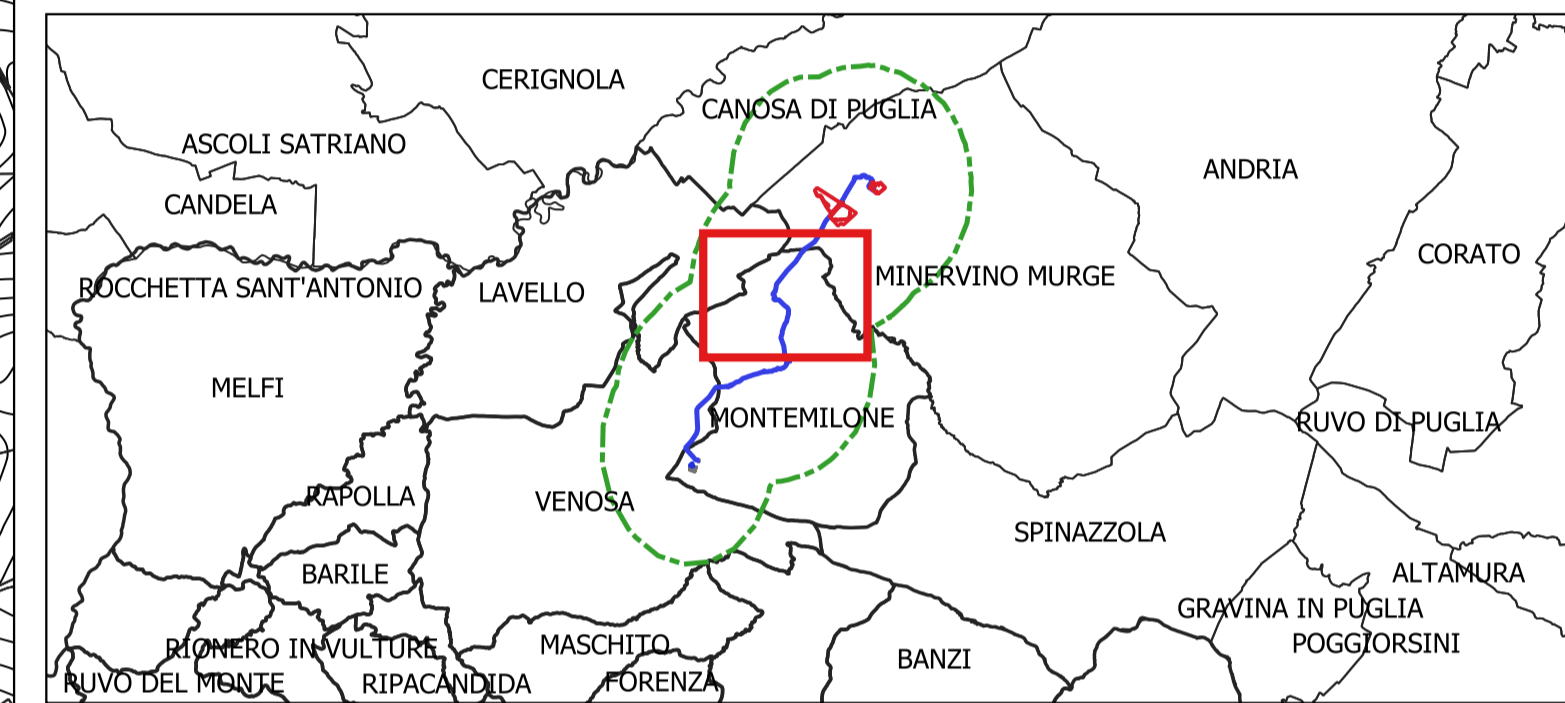 CERIGNOLA
CANOSA DI PUGLIA
ASCOLI SATRIANO
ANDRIA
CANDELA
CORATO
MINERVINO MURGE
ROCCHETTA SANT'ANTONIO
LAVELLO
MELFI
MONTEMILONE
RUVO DI PUGLIA
RAPOLLA
VENOSA
SPINAZZOLA
BARILE
ALTAMURA
GRAVINA IN PUGLIA
RIONERO IN VULTURE
MASCHITO
POGGIORSINI
BANZI
RUVO DEL MONTE
RIPACANDIDA
FORENZA